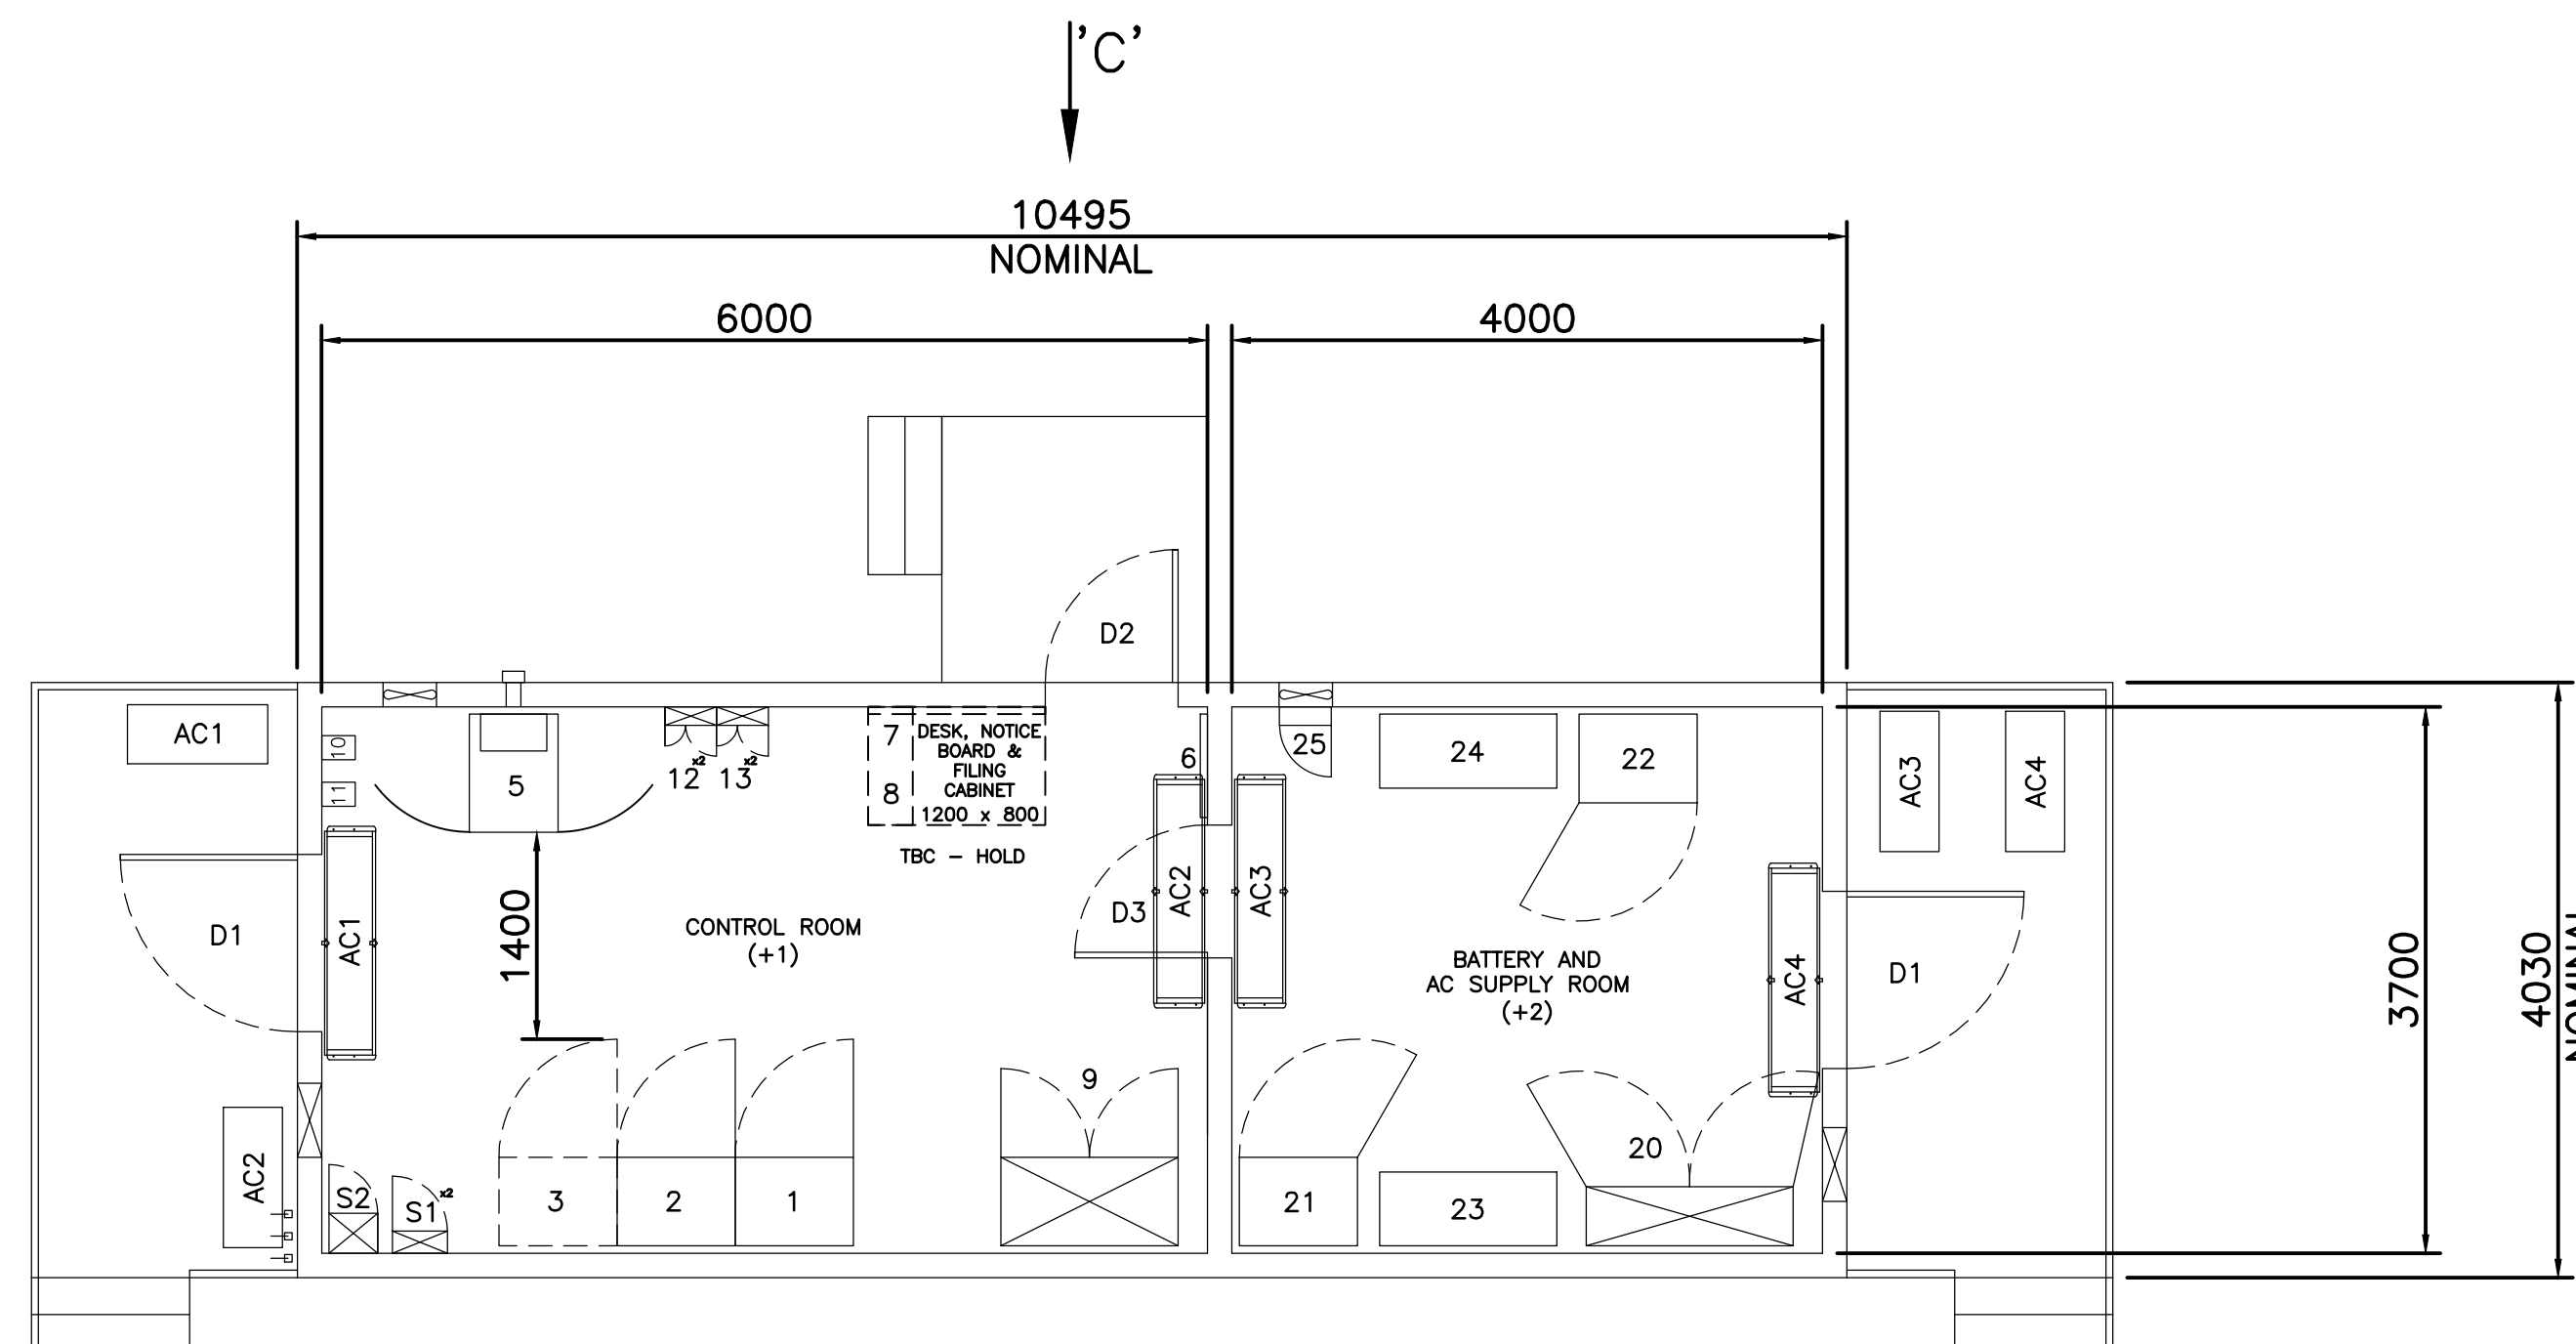 'C'
10495
NOMINAL
6000
4000
D2
AC1
10
11
5
12 x2
13 x2
7
8
DESK, NOTICE
BOARD &
FILING
CABINET
1200 x 800
TBC – HOLD
6
25
24
22
AC3
AC4
D1
AC1
1400
CONTROL ROOM
(+1)
D3
AC2
AC3
BATTERY AND
AC SUPPLY ROOM
(+2)
AC4
D1
3700
4030
NOMINAL
AC2
S2
S1 x2
3
2
1
9
21
23
20